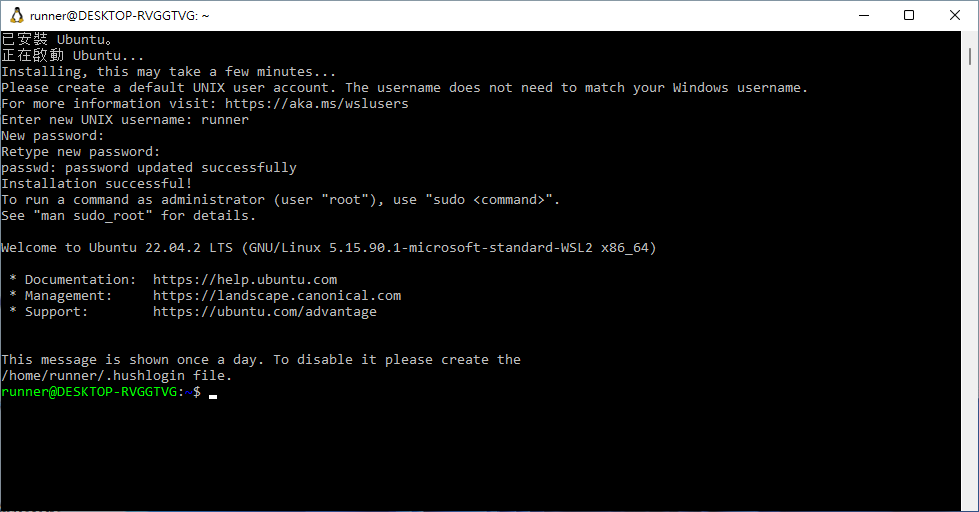 runner@DESKTOP-RVGGTVG: ~
已安裝 Ubuntu。
正在啟動 Ubuntu...
Installing, this may take a few minutes...
Please create a default UNIX user account. The username does not need to match your Windows username.
For more information visit: https://aka.ms/wslusers
Enter new UNIX username: runner
New password:
Retype new password:
passwd: password updated successfully
Installation successful!
To run a command as administrator (user "root"), use "sudo <command>".
See "man sudo_root" for details.
Welcome to Ubuntu 22.04.2 LTS (GNU/Linux 5.15.90.1-microsoft-standard-WSL2 x86_64)
* Documentation:  https://help.ubuntu.com
* Management:     https://landscape.canonical.com
* Support:        https://ubuntu.com/advantage
This message is shown once a day. To disable it please create the
/home/runner/.hushlogin file.
runner@DESKTOP-RVGGTVG:~$